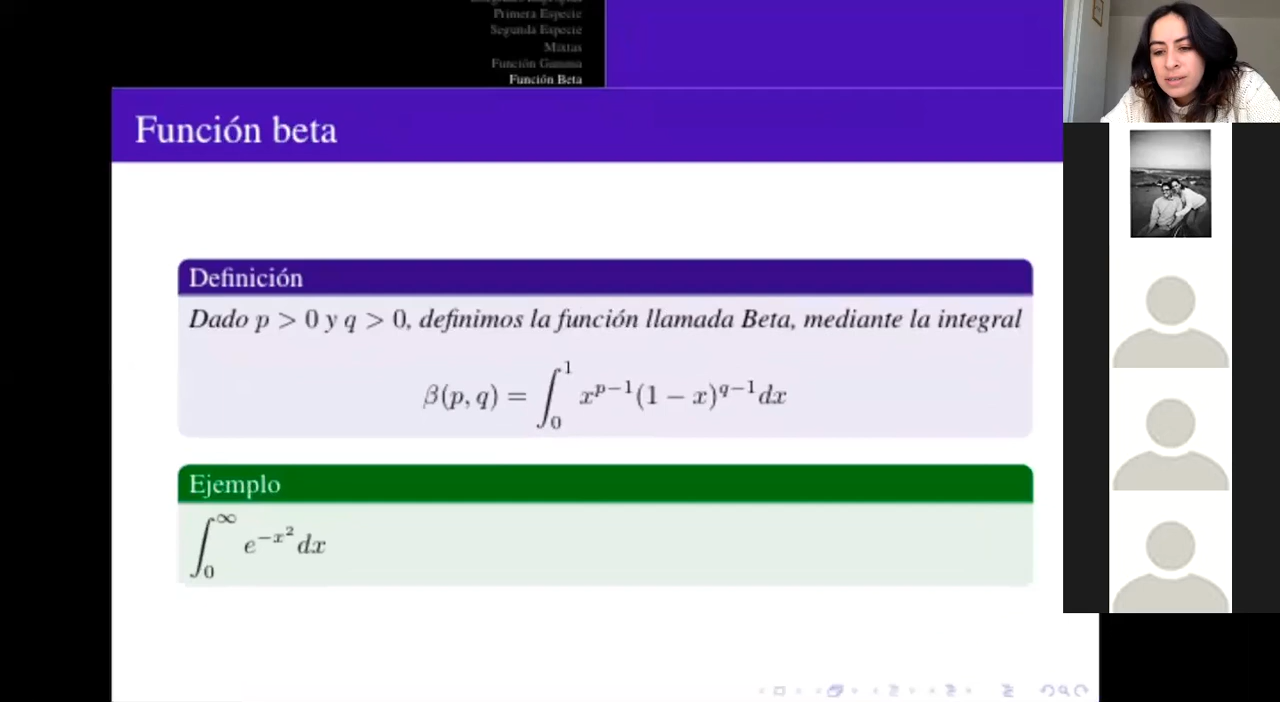 Primera Especie
Segunda Especie
Mixtas
Función Gamma
Función Beta
Función beta
Definición
Dado p > 0 y q > 0, definimos la función llamada Beta, mediante la integral
β(p, q) = ∫₀¹ xᵖ⁻¹(1 − x)^{q−1}dx
Ejemplo
∫₀^∞ e^{−x²}dx